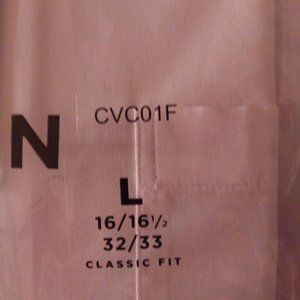 CVC01F
N
L
16/16½
32/33
CLASSIC FIT